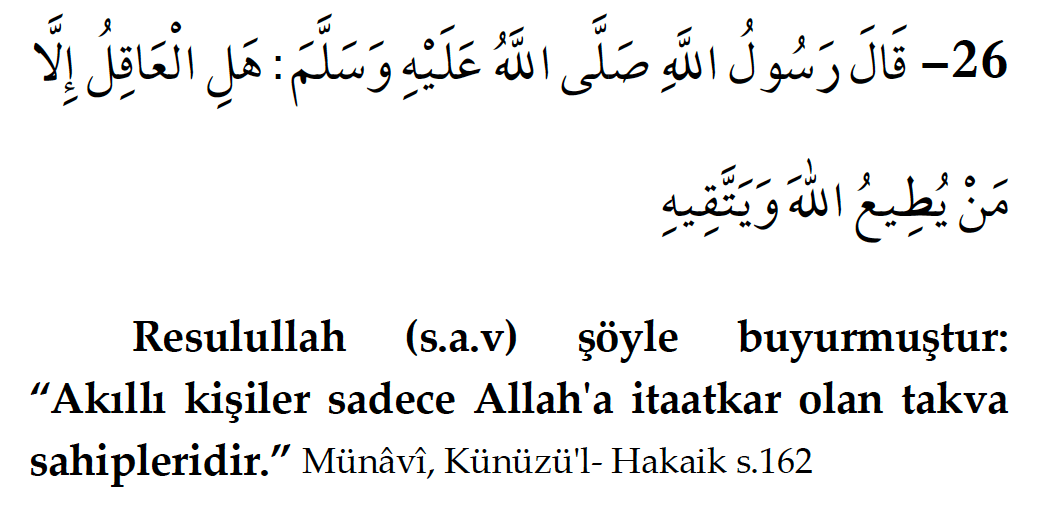 26– قَالَ رَسُولُ اللَّهِ صَلَّى اللَّهُ عَلَيْهِ وَسَلَّمَ: هَلِ الْعَاقِلُ إِلَّا
مَنْ يُطِيعُ اللهَ وَيَتَّقِيهِ
Resulullah (s.a.v) şöyle buyurmuştur:
“Akıllı kişiler sadece Allah'a itaatkar olan takva
sahipleridir.” Münâvî, Künüzü'l- Hakaik s.162